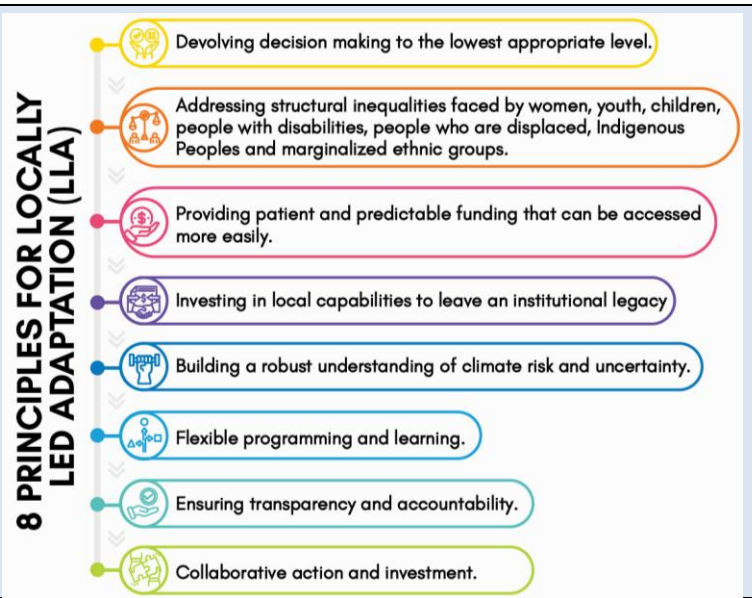 8 PRINCIPLES FOR LOCALLY
LED ADAPTATION (LLA)
Devolving decision making to the lowest appropriate level.
Addressing structural inequalities faced by women, youth, children,
people with disabilities, people who are displaced, Indigenous
Peoples and marginalized ethnic groups.
Providing patient and predictable funding that can be accessed
more easily.
Investing in local capabilities to leave an institutional legacy
Building a robust understanding of climate risk and uncertainty.
Flexible programming and learning.
Ensuring transparency and accountability.
Collaborative action and investment.